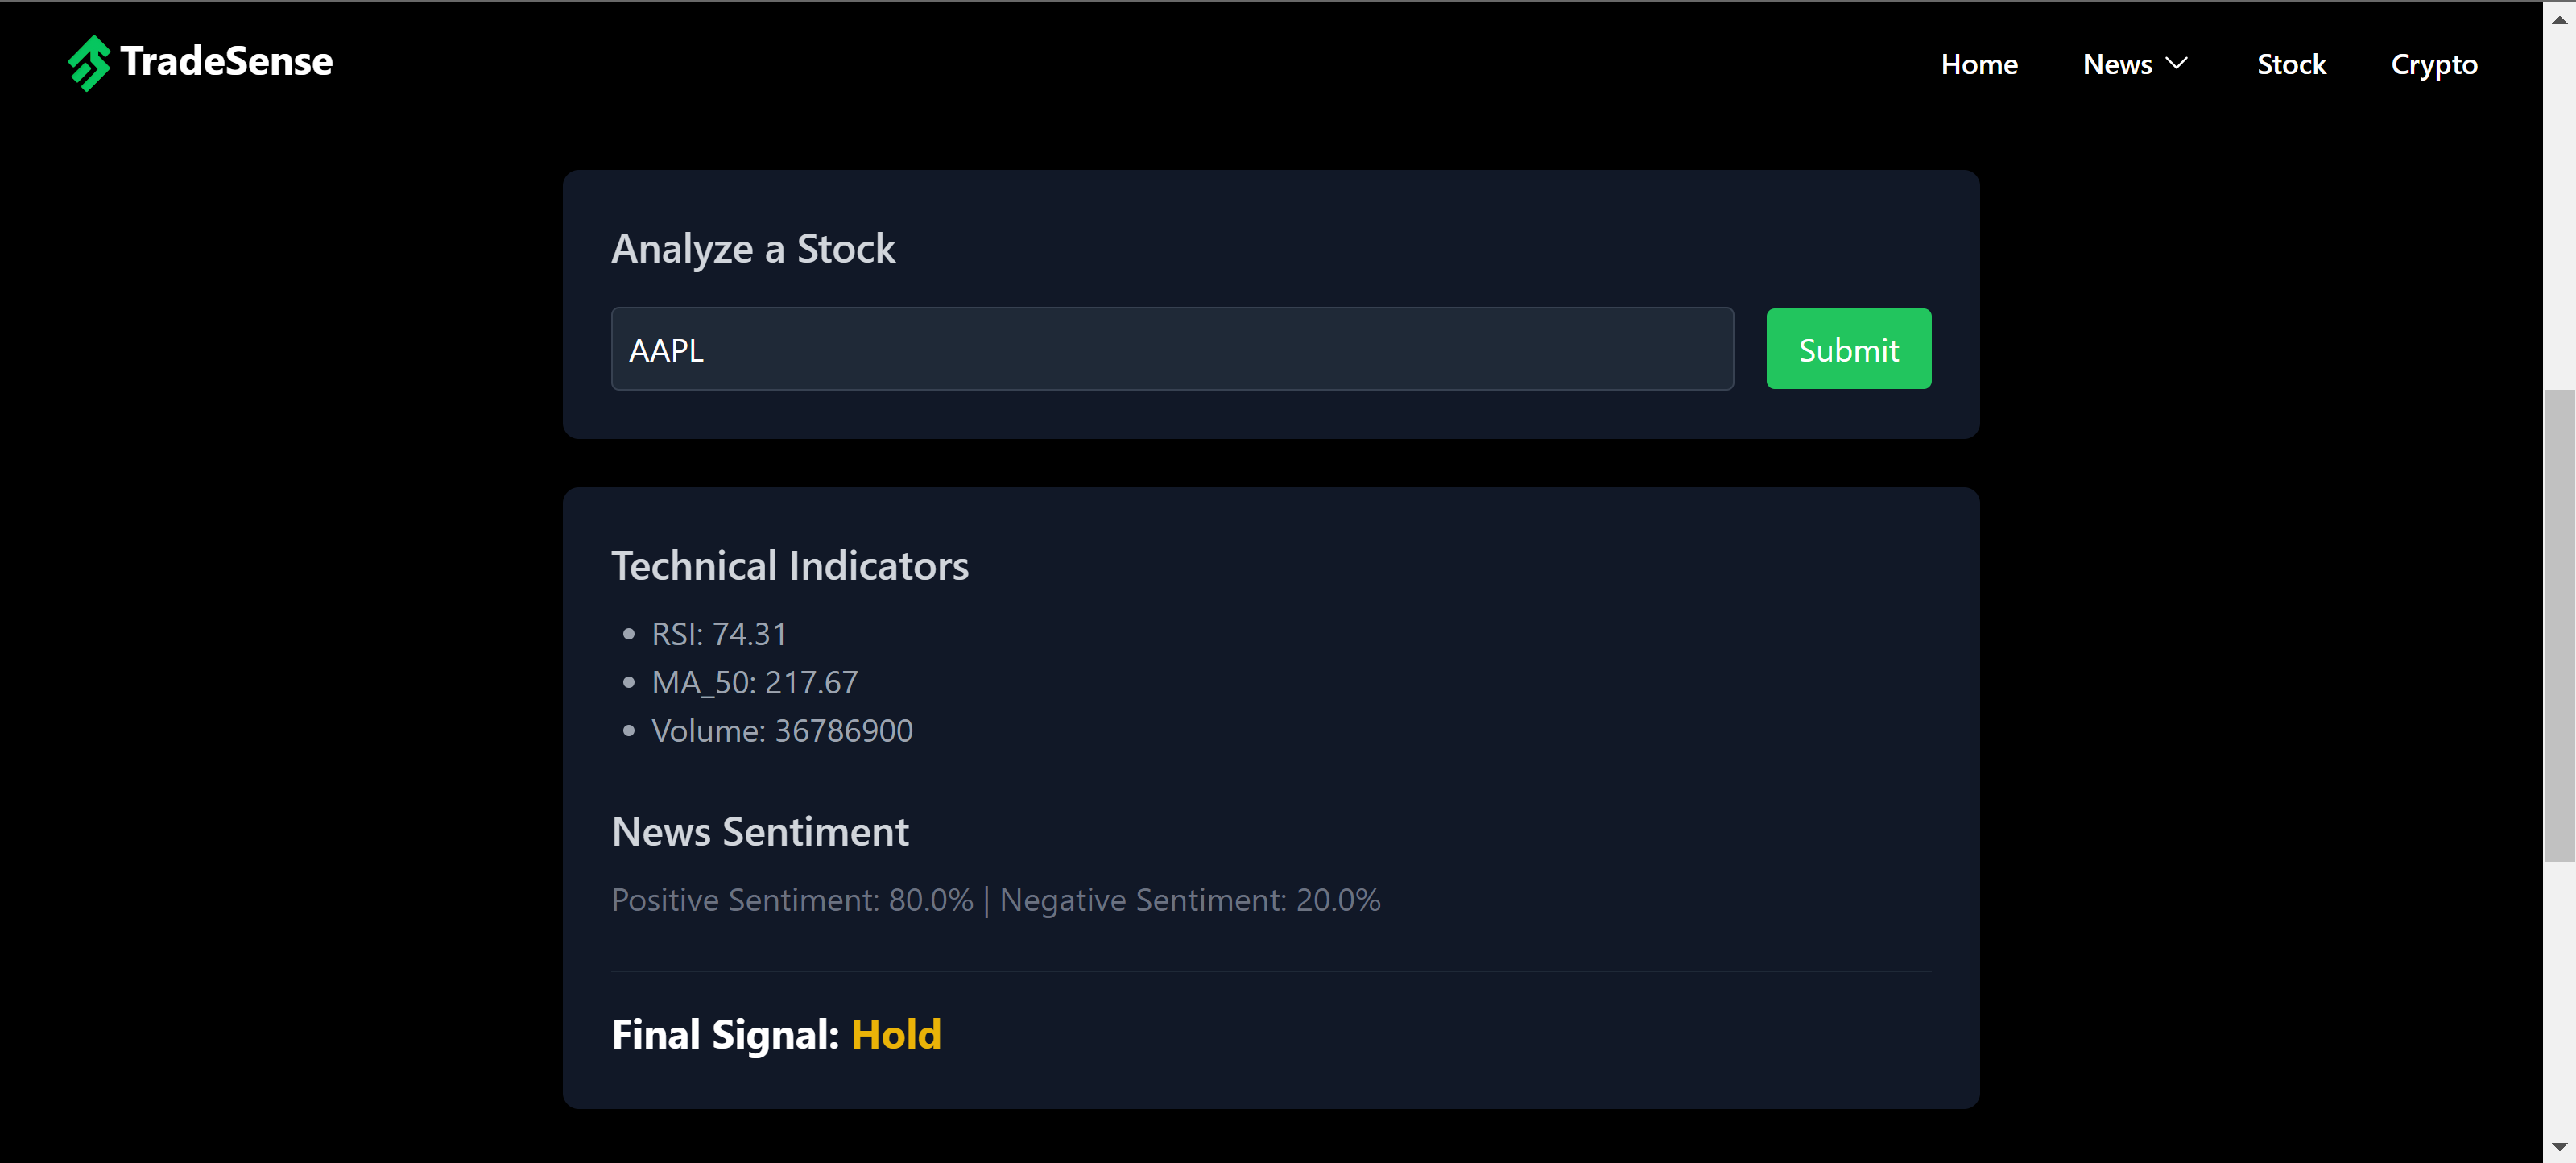 TradeSense
Home News Stock Crypto
Analyze a Stock
AAPL
Submit
Technical Indicators
RSI: 74.31
MA_50: 217.67
Volume: 36786900
News Sentiment
Positive Sentiment: 80.0% | Negative Sentiment: 20.0%
Final Signal: Hold